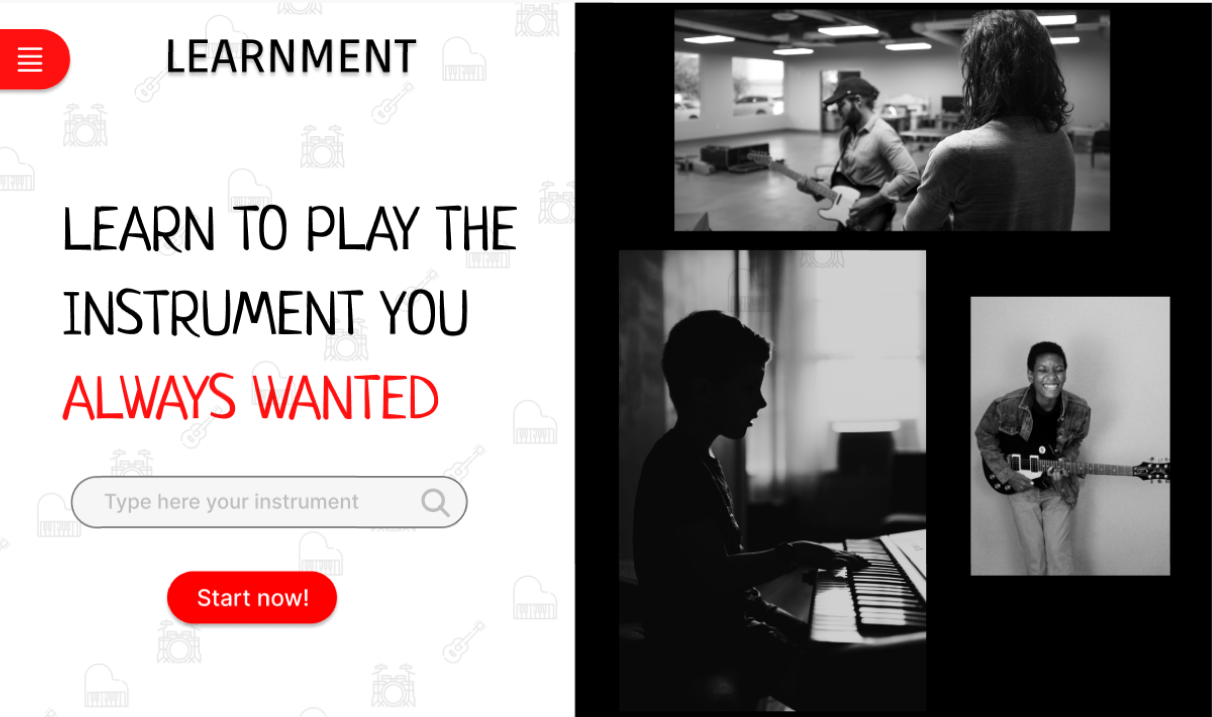 LEARNMENT
LEARN TO PLAY THE
INSTRUMENT YOU
ALWAYS WANTED
Type here your instrument
Start now!